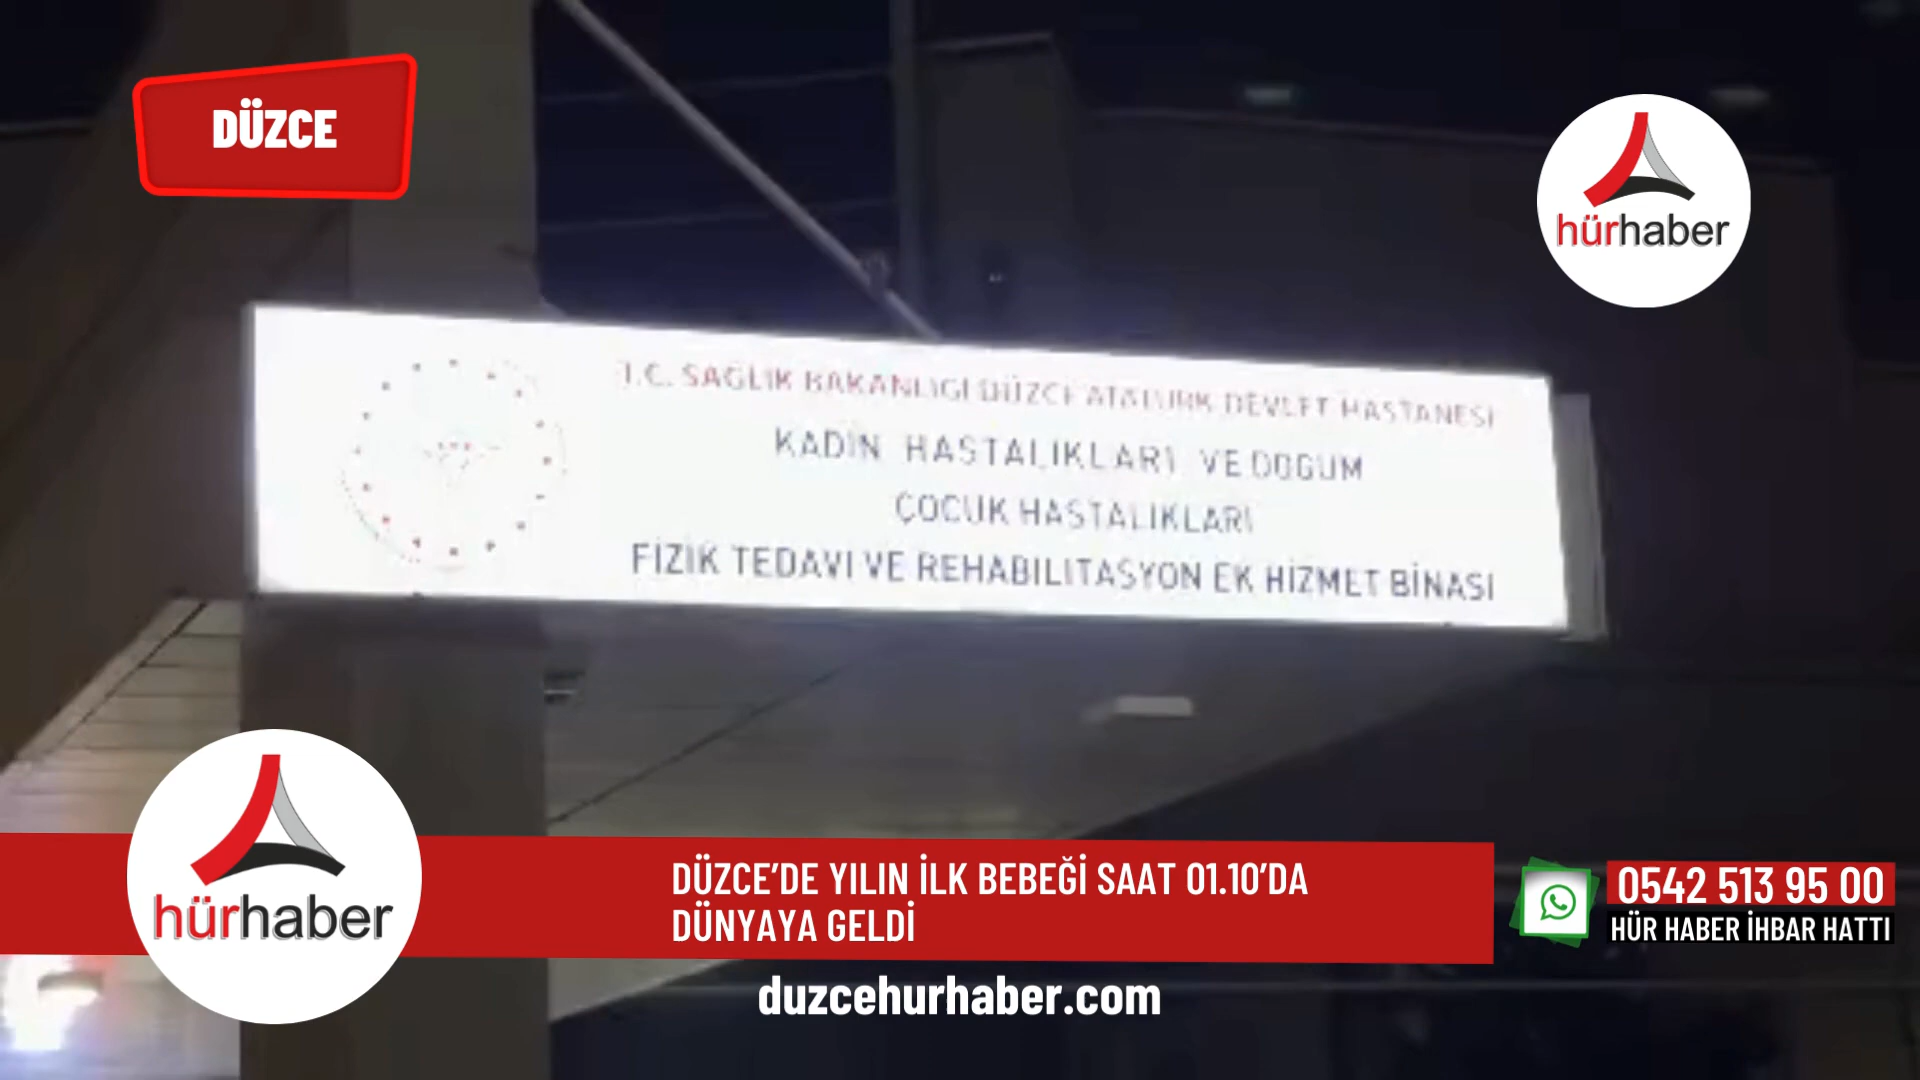 DÜZCE
hürhaber
T.C. SAĞLIK BAKANLIĞI DÜZCE ATATÜRK DEVLET HASTANESİ
KADIN HASTALIKLARI VE DOĞUM
ÇOCUK HASTALIKLARI
FİZİK TEDAVİ VE REHABİLİTASYON EK HİZMET BİNASI
hürhaber
DÜZCE'DE YILIN İLK BEBEĞİ SAAT 01.10'DA
DÜNYAYA GELDİ
0542 513 95 00
HÜR HABER İHBAR HATTI
duzcehurhaber.com